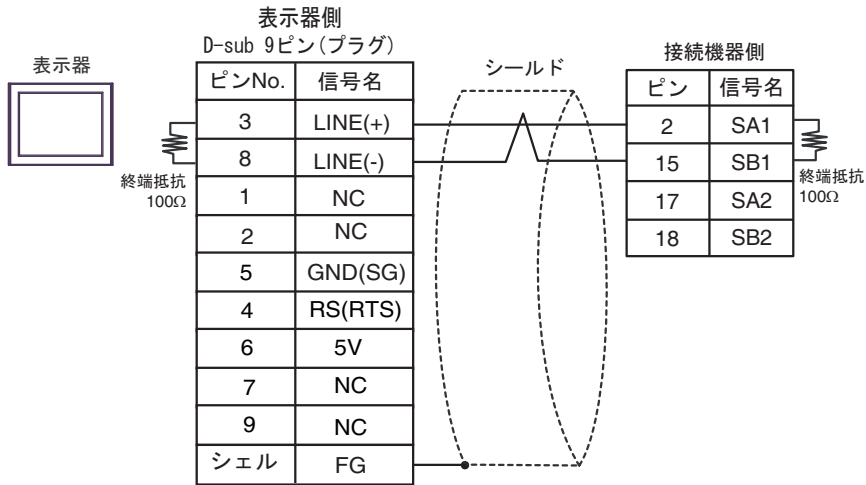 表示器
表示器側
D-sub 9ピン(プラグ)
ピンNo. 信号名
3 LINE(+)
8 LINE(-)
1 NC
2 NC
5 GND(SG)
4 RS(RTS)
6 5V
7 NC
9 NC
シェル FG
終端抵抗
100Ω
シールド
接続機器側
ピン 信号名
2 SA1
15 SB1
17 SA2
18 SB2
終端抵抗
100Ω